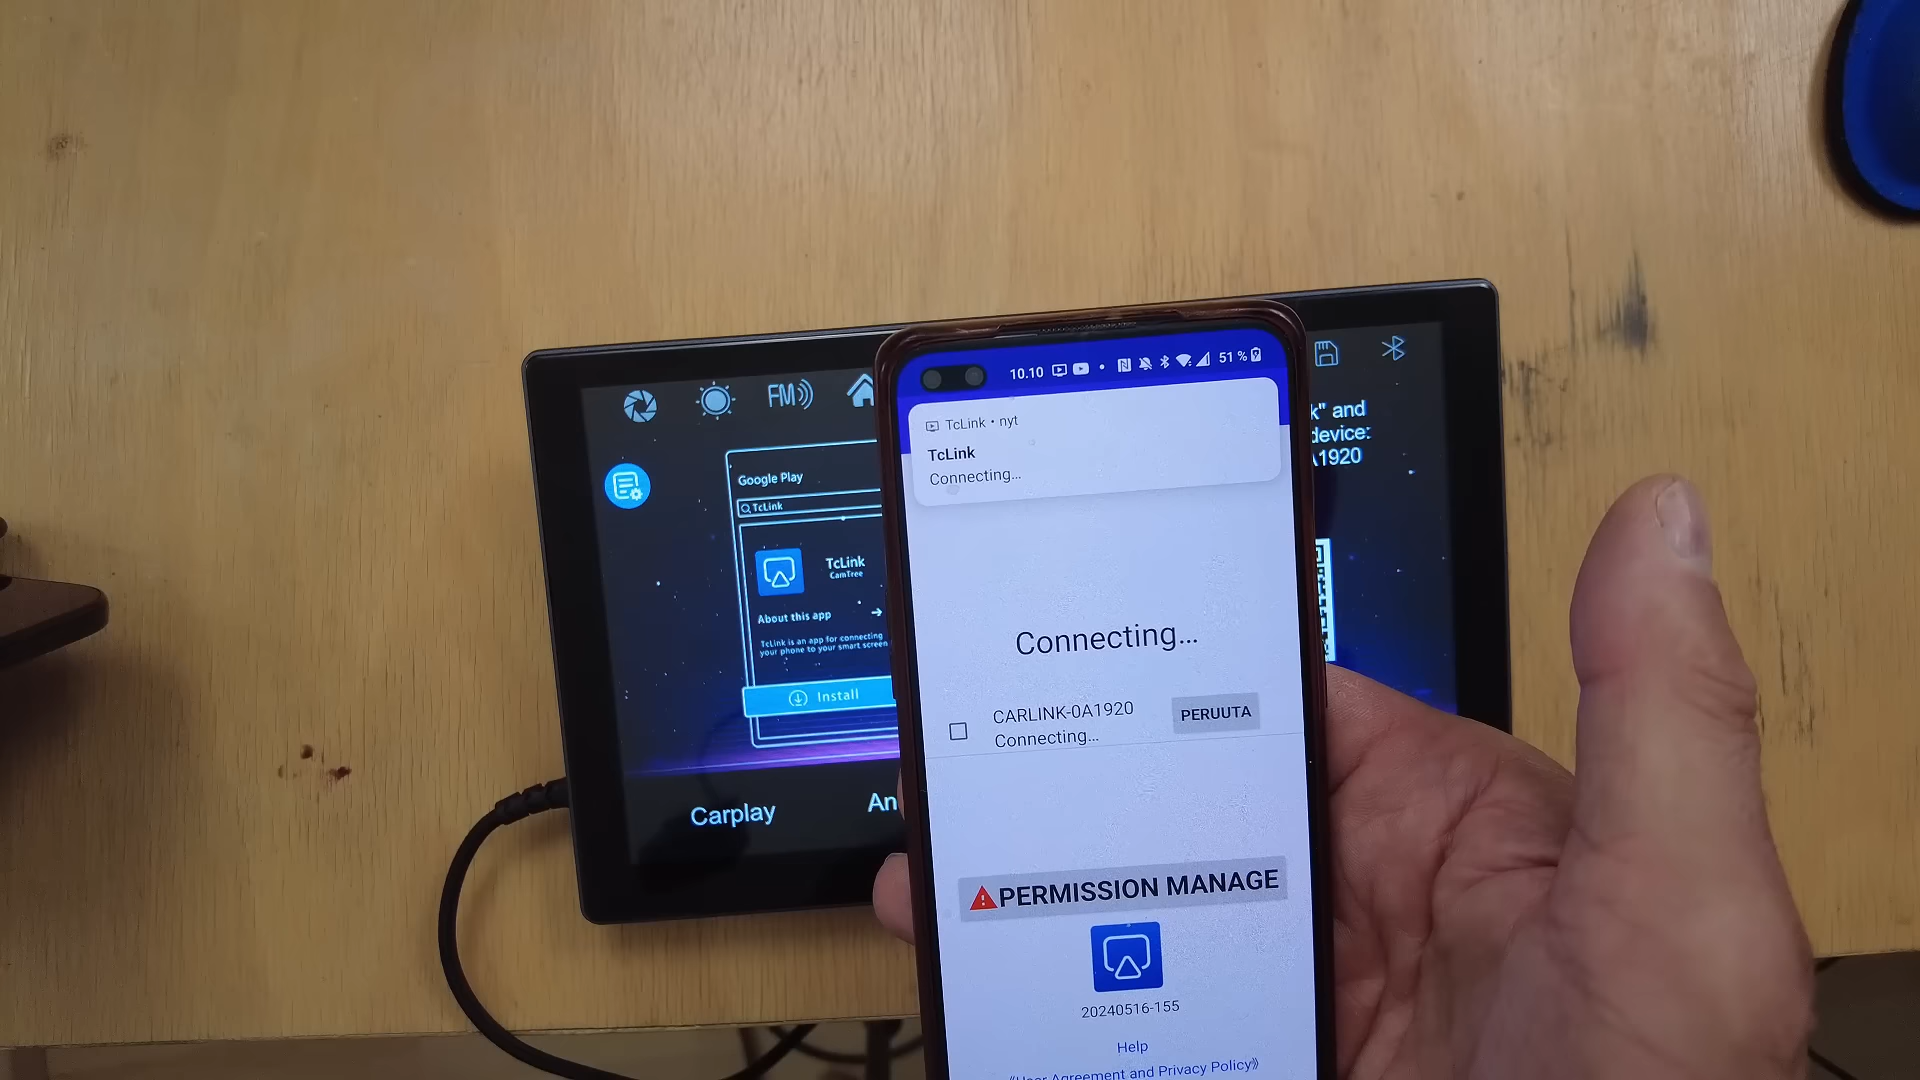 FM
Google Play
TcLink
TcLink
CamTree
About this app
TcLink is an app for connecting
your phone to your smart screen
Install
Carplay
An
k" and
device:
A1920
10.10
51 %
TcLink • nyt
TcLink
Connecting...
Connecting...
CARLINK-0A1920
Connecting...
PERUUTA
PERMISSION MANAGE
20240516-155
Help
《User Agreement and Privacy Policy》